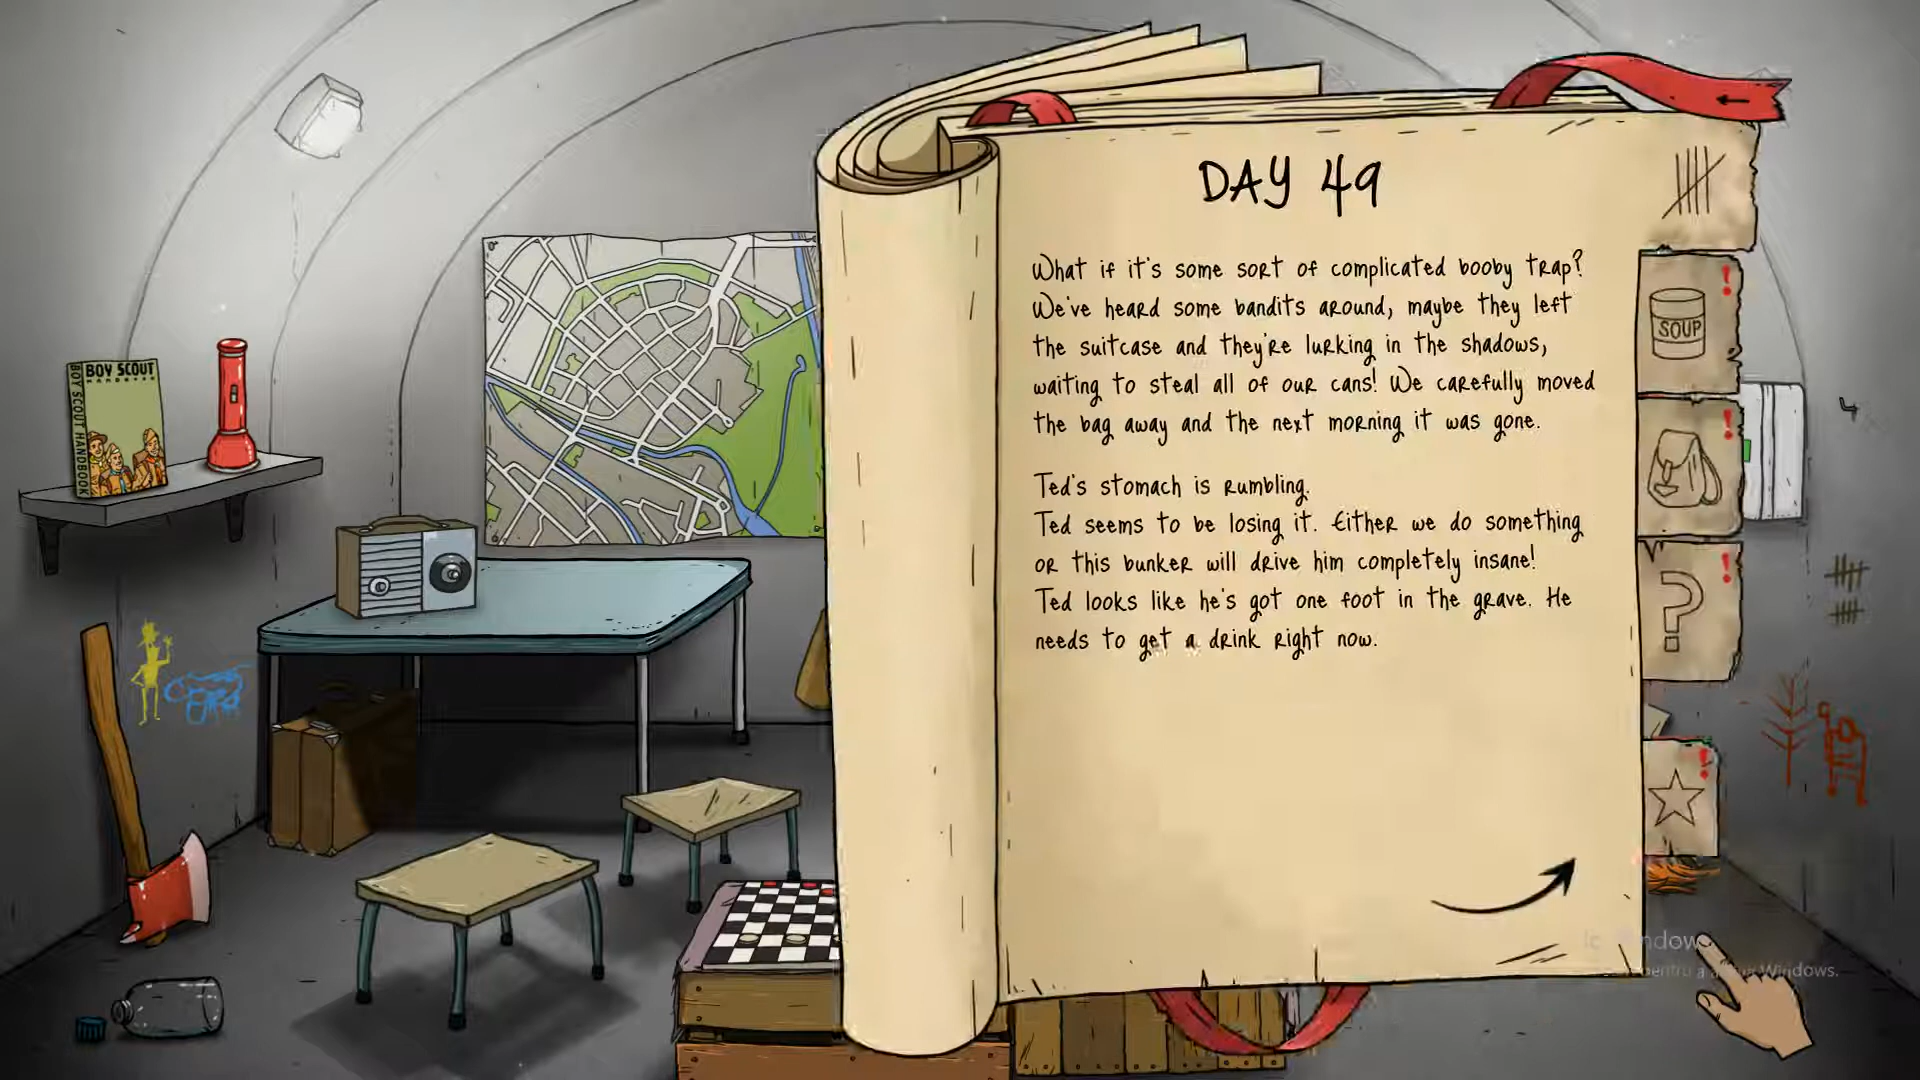 DAY 49
What if it's some sort of complicated booby trap?
We've heard some bandits around, maybe they left
the suitcase and they're lurking in the shadows,
waiting to steal all of our cans! We carefully moved
the bag away and the next morning it was gone.
Ted's stomach is rumbling.
Ted seems to be losing it. Either we do something
or this bunker will drive him completely insane!
Ted looks like he's got one foot in the grave. He
needs to get a drink right now.
SOUP
BOY SCOUT
HANDBOOK
BOY SCOUT HANDBOOK
Windows.